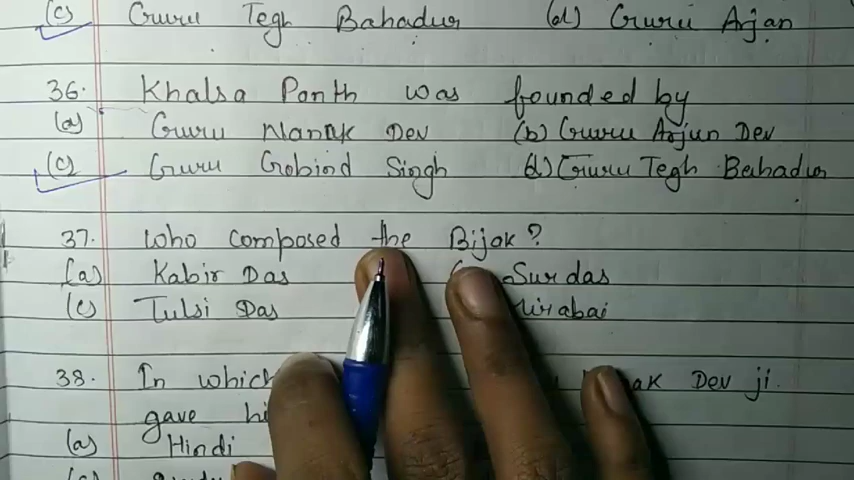 (c) Guru Tegh Bahadur (d) Guru Arjan
36. Khalsa Panth was founded by
(a) Guru Nanak Dev (b) Guru Arjun Dev
(c) Guru Gobind Singh (d) Guru Tegh Bahadur
37. Who composed the Bijak?
(a) Kabir Das Surdas
(c) Tulsi Das Mirabai
38. In which Dev ji
gave
(a) Hindi